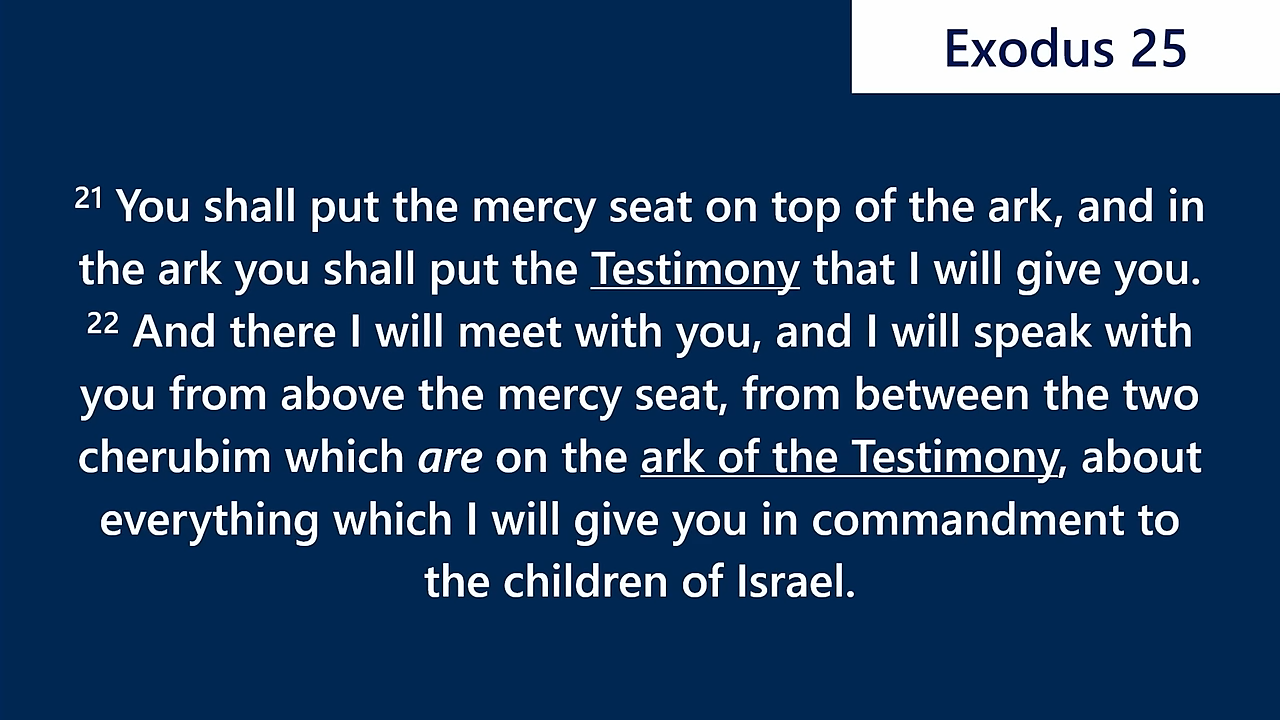 Exodus 25
21 You shall put the mercy seat on top of the ark, and in
the ark you shall put the Testimony that I will give you.
22 And there I will meet with you, and I will speak with
you from above the mercy seat, from between the two
cherubim which are on the ark of the Testimony, about
everything which I will give you in commandment to
the children of Israel.